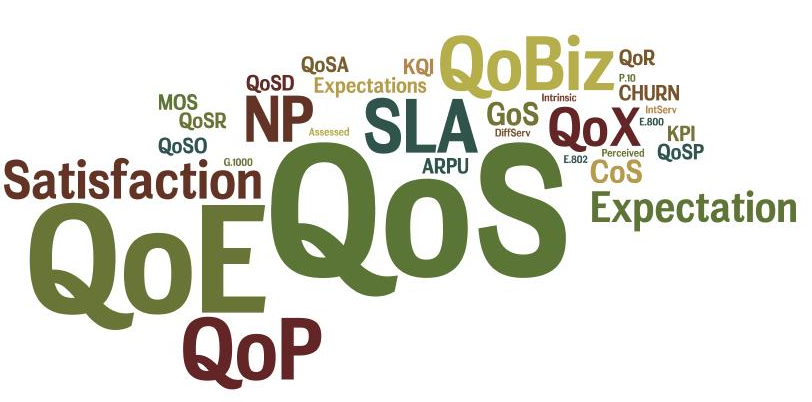 QoBiz
QoR
QoSA
KQI
P.10
QoSD
Expectations
CHURN
MOS
NP
SLA
Intrinsic
GoS
QoX
IntServ
QoSR
Assessed
DiffServ
E.800
KPI
QoSO
G.1000
ARPU
E.802
Perceived
QoSP
Satisfaction
QoS
CoS
QoE
Expectation
QoP